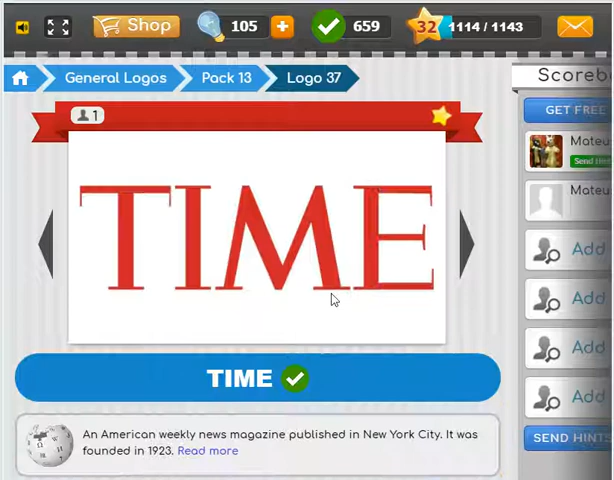 Shop
105
659
32
1114 / 1143
General Logos
Pack 13
Logo 37
1
TIME
TIME
An American weekly news magazine published in New York City. It was
founded in 1923. Read more
Scoreb
GET FREE
Mateu
Send Hin
Mateus
Add
Add
Add
Add
SEND HINTS